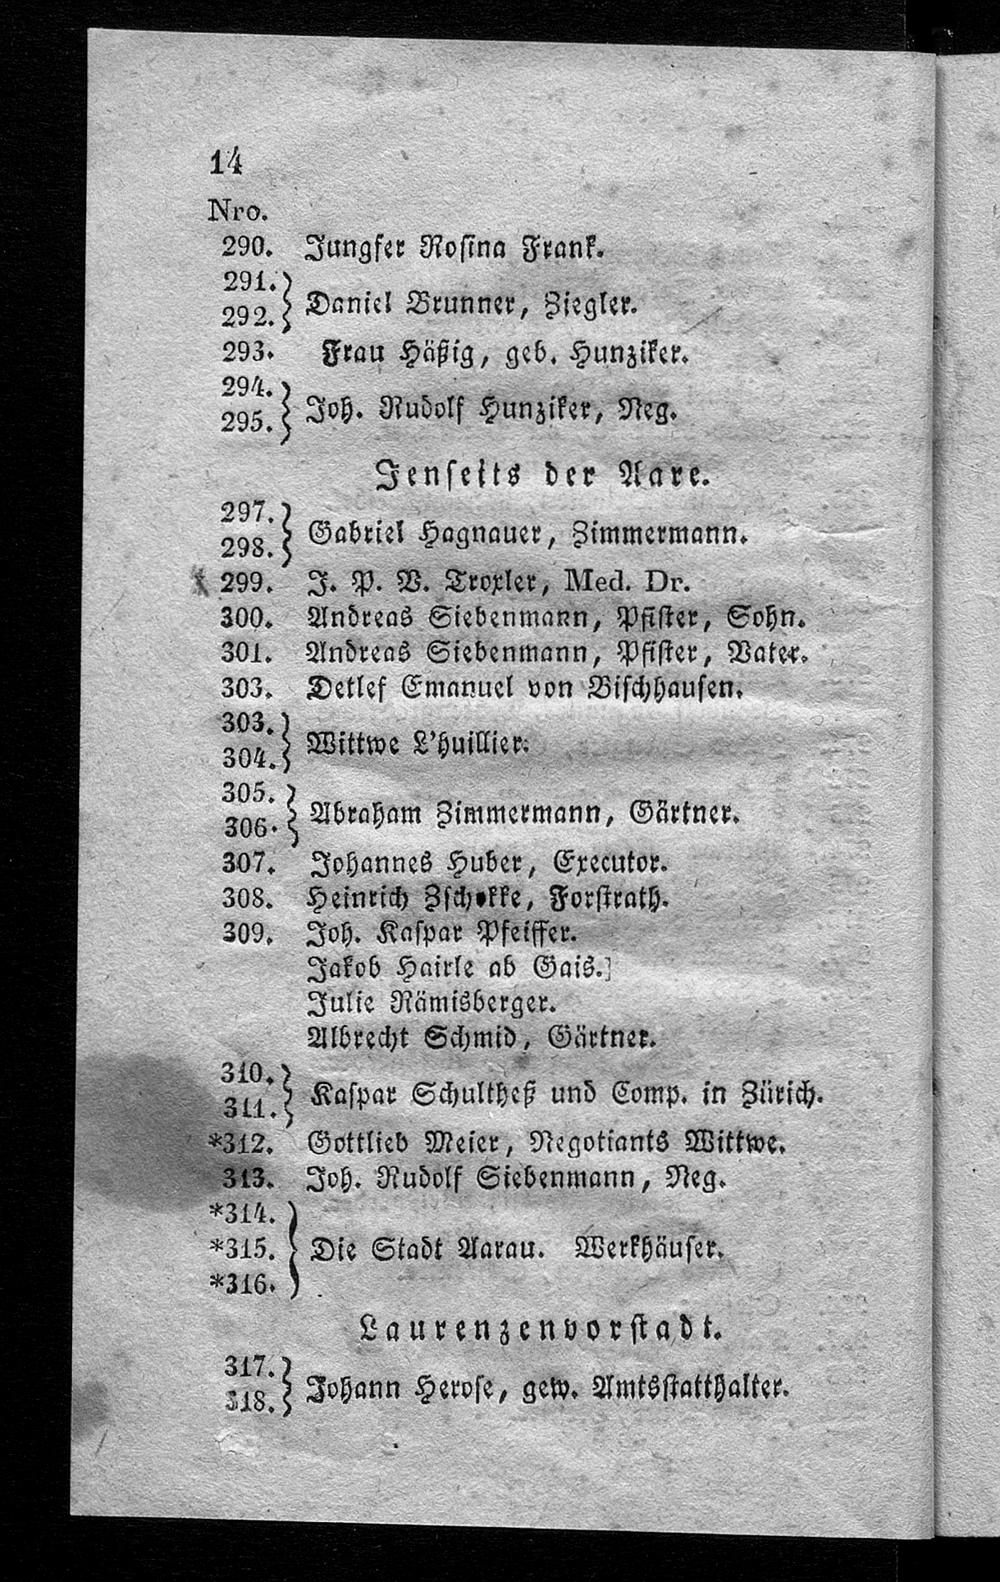 14
Nro.
290. Jungfer Rosina Frank.
291.
292. } Daniel Brunner, Ziegler.
293. Frau Häßig, geb. Hunziker.
294.
295. } Joh. Rudolf Hunziker, Neg.
Jenseits der Aare.
297.
298. } Gabriel Hagnauer, Zimmermann.
299. J. P. V. Troxler, Med. Dr.
300. Andreas Siebenmann, Pfister, Sohn.
301. Andreas Siebenmann, Pfister, Vater.
303. Detlef Emanuel von Bischhausen.
303.
304. } Wittwe L'huillier.
305.
306. } Abraham Zimmermann, Gärtner.
307. Johannes Huber, Executor.
308. Heinrich Zschokke, Forstrath.
309. Joh. Kaspar Pfeiffer.
Jakob Hairle ab Gais.]
Julie Rämisberger.
Albrecht Schmid, Gärtner.
310.
311. } Kaspar Schultheß und Comp. in Zürich.
*312. Gottlieb Meier, Negotiants Wittwe.
313. Joh. Rudolf Siebenmann, Neg.
*314.
*315. } Die Stadt Aarau. Werkhäuser.
*316.
Laurenzenvorstadt.
317.
318. } Johann Herose, gew. Amtsstatthalter.